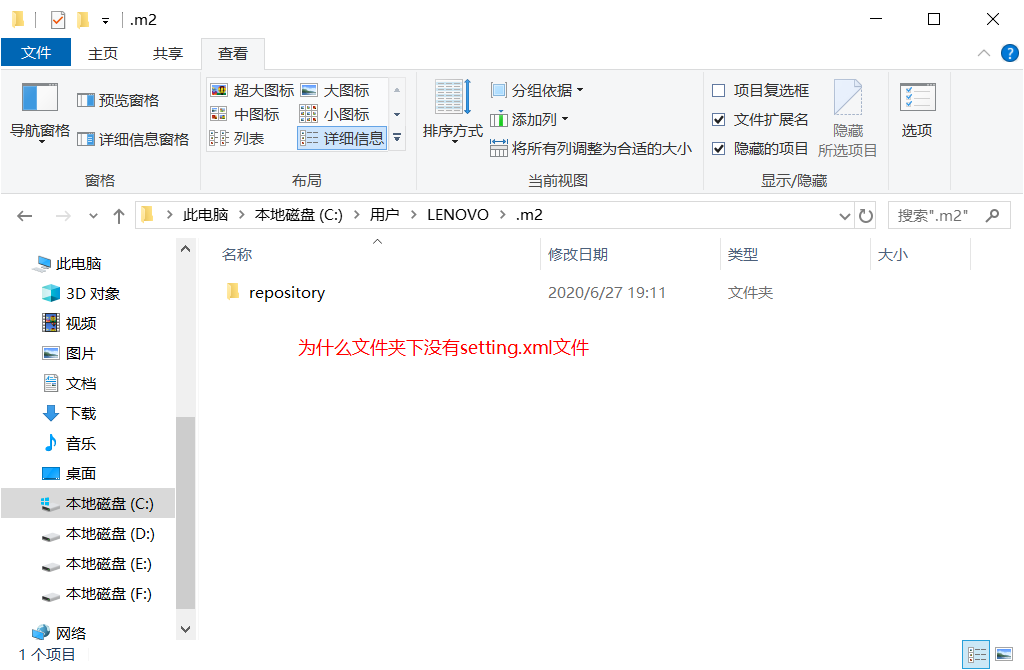 .m2
文件 主页 共享 查看
导航窗格 预览窗格 详细信息窗格
窗格
超大图标 大图标
中图标 小图标
列表 详细信息
布局
排序方式
分组依据
添加列
将所有列调整为合适的大小
当前视图
项目复选框
文件扩展名
隐藏的项目
隐藏
所选项目
显示/隐藏
选项
此电脑 本地磁盘 (C:) 用户 LENOVO .m2
搜索".m2"
此电脑
3D 对象
视频
图片
文档
下载
音乐
桌面
本地磁盘 (C:)
本地磁盘 (D:)
本地磁盘 (E:)
本地磁盘 (F:)
网络
名称 修改日期 类型 大小
repository 2020/6/27 19:11 文件夹
为什么文件夹下没有setting.xml文件
1 个项目